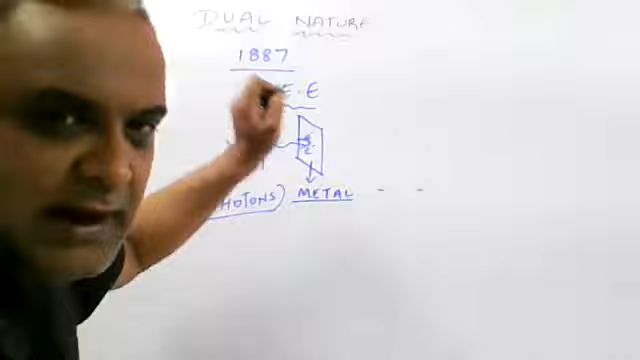 DUAL NATURE
1887
E.E
e-
PHOTONS) METAL - -